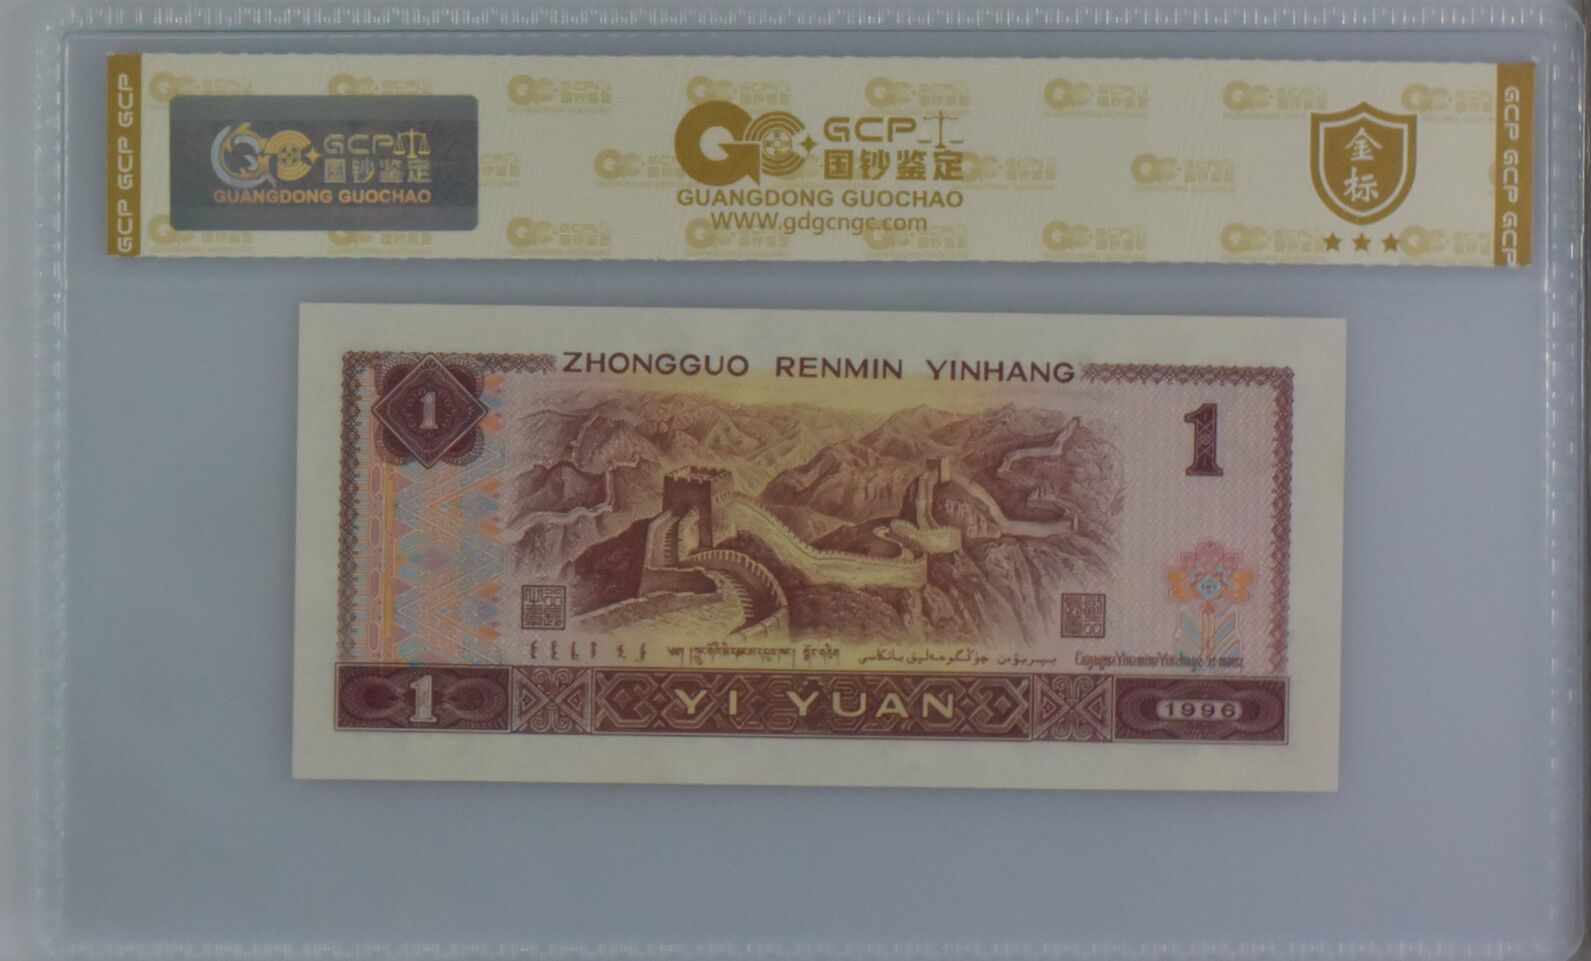 GCP GCP GCP
GCP
国钞鉴定
GUANGDONG GUOCHAO
GCP
国钞鉴定
GUANGDONG GUOCHAO
WWW.gdgcngc.com
金标
GCP GCP GCP
ZHONGGUO RENMIN YINHANG
1
1
1
YI YUAN
1996